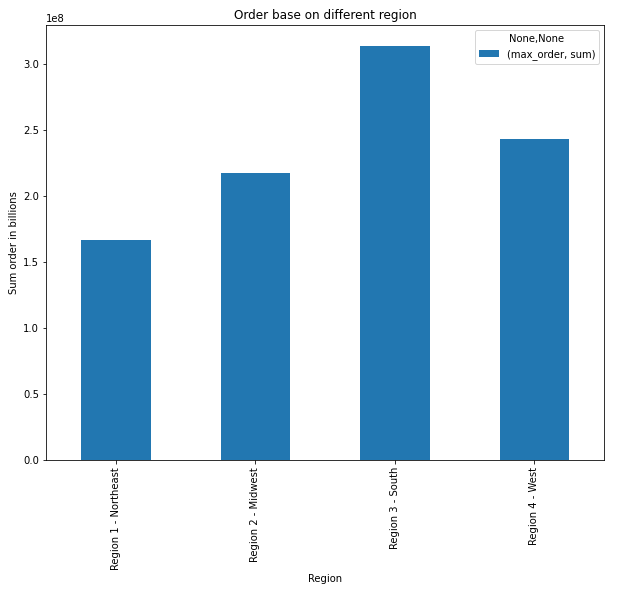 Order base on different region
1e8
None,None
(max_order, sum)
3.0
2.5
2.0
1.5
1.0
0.5
0.0
Sum order in billions
Region 1 - Northeast
Region 2 - Midwest
Region 3 - South
Region 4 - West
Region